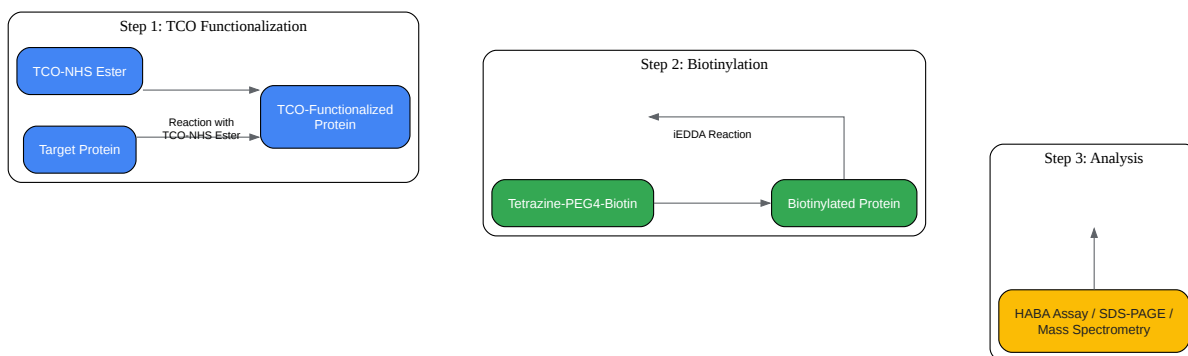 Step 1: TCO Functionalization
TCO-NHS Ester
TCO-Functionalized
Protein
Reaction with
TCO-NHS Ester
Target Protein
Step 2: Biotinylation
iEDDA Reaction
Tetrazine-PEG4-Biotin
Biotinylated Protein
Step 3: Analysis
HABA Assay / SDS-PAGE /
Mass Spectrometry